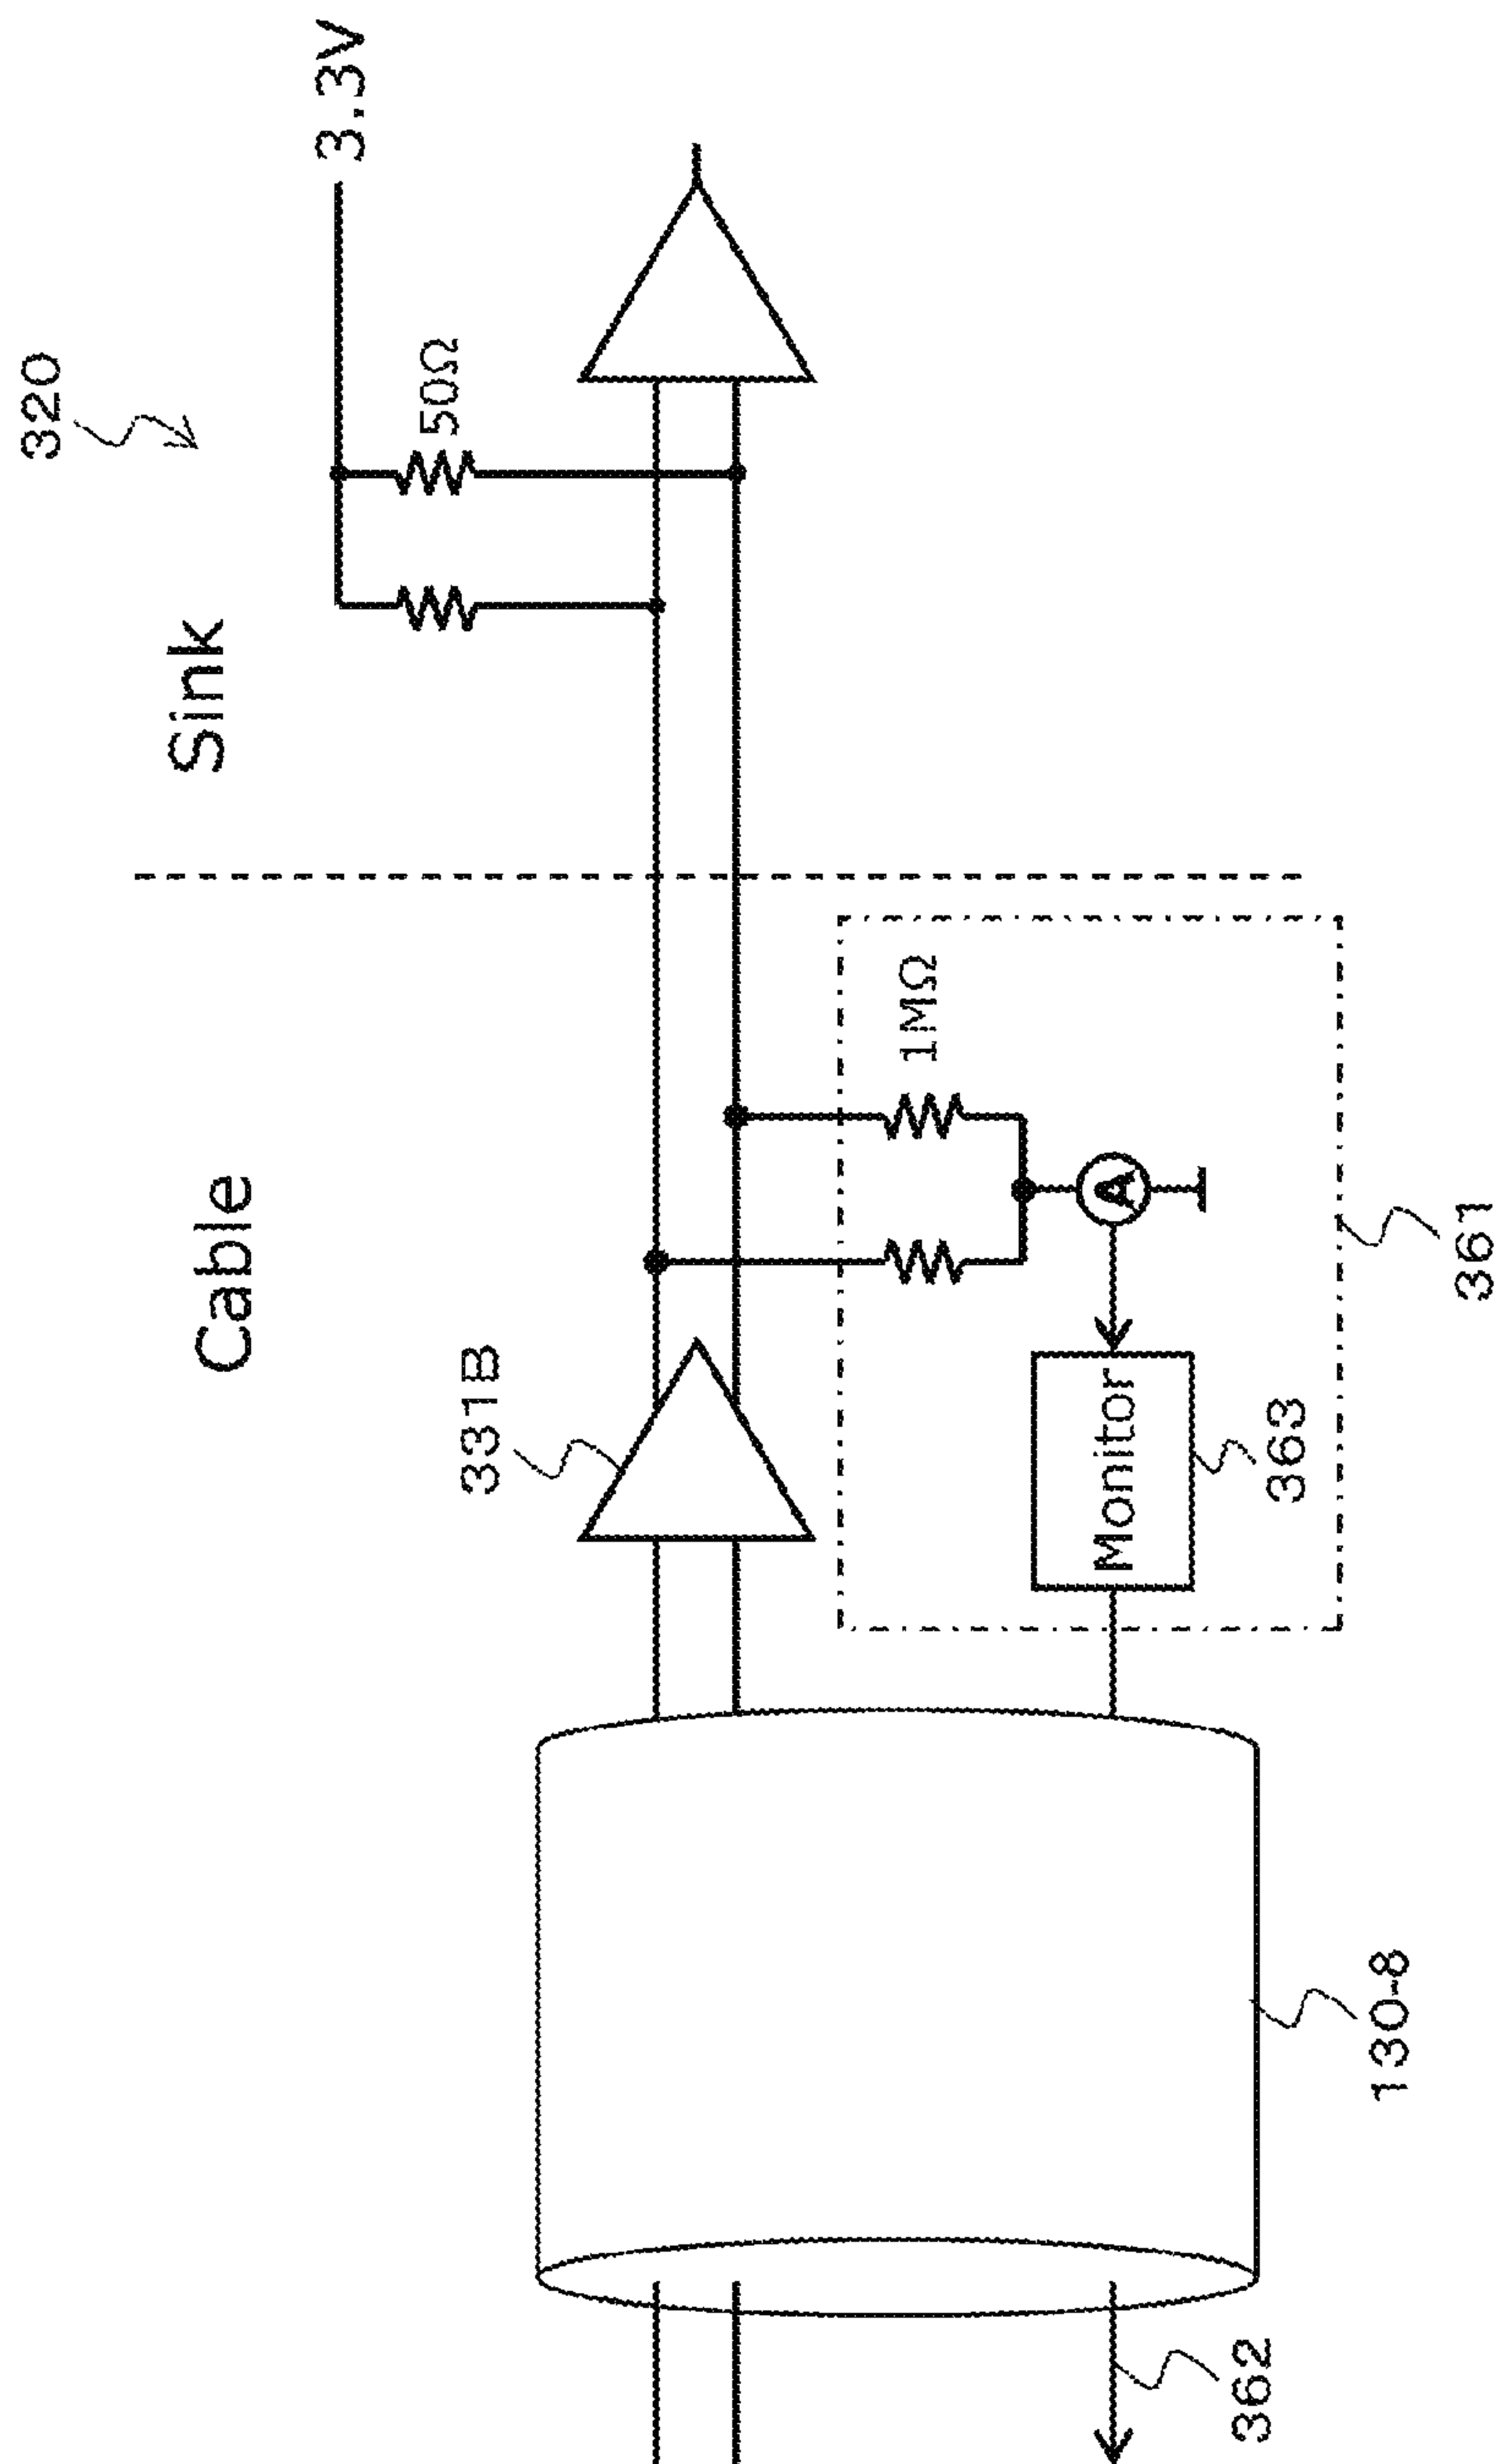 320
3.3V
Sink
50Ω
Cable
331B
1MΩ
A
Monitor
363
361
130-8
362